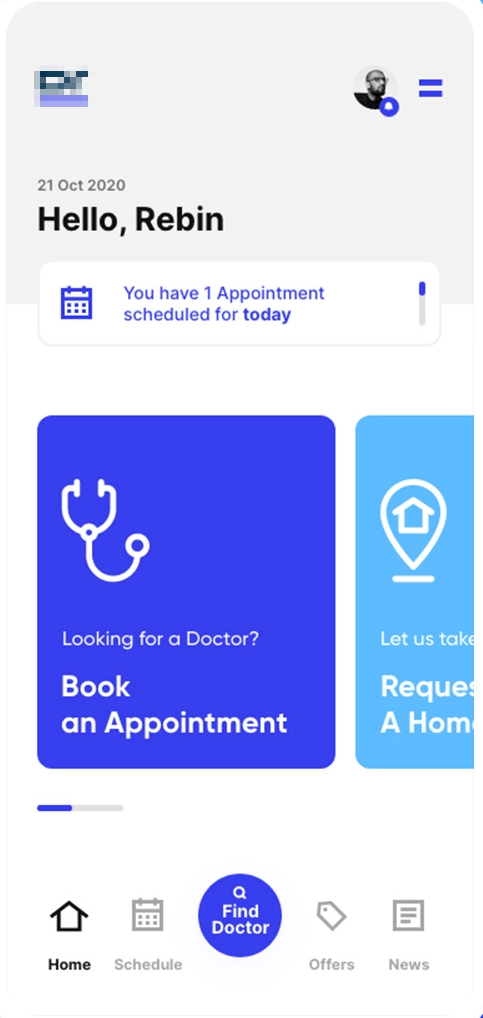 21 Oct 2020
Hello, Rebin
You have 1 Appointment
scheduled for today
Looking for a Doctor?
Book
an Appointment
Let us take
Reques
A Hom
Find
Doctor
Home
Schedule
Offers
News